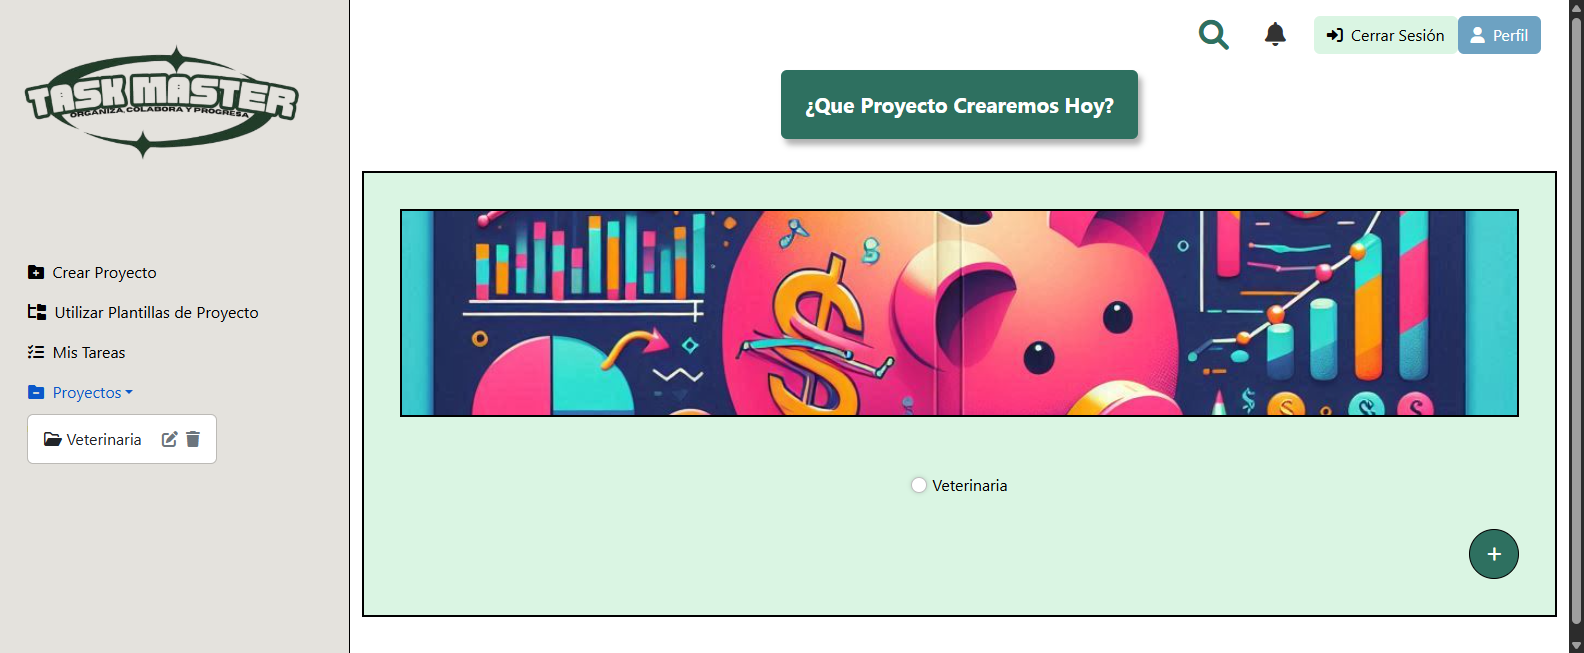 TASK MASTER
ORGANIZA, COLABORA Y PROGRESA
Crear Proyecto
Utilizar Plantillas de Proyecto
Mis Tareas
Proyectos
Veterinaria
Cerrar Sesión
Perfil
¿Que Proyecto Crearemos Hoy?
$
Veterinaria
+